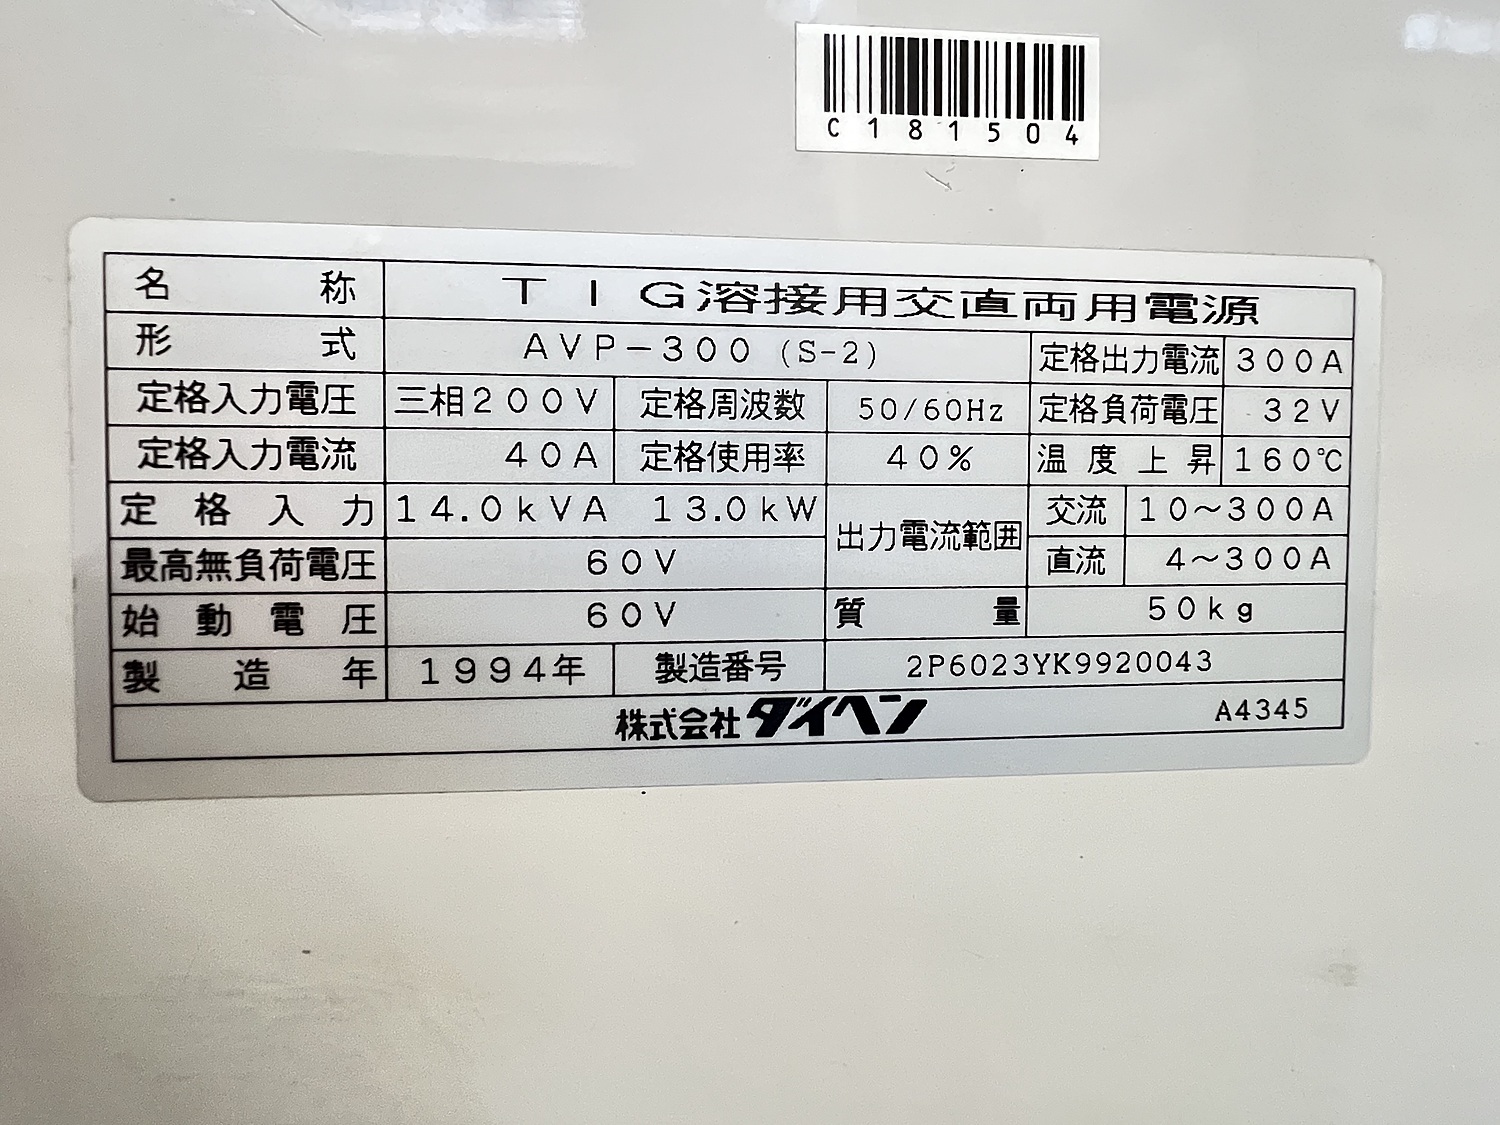 C181504
名称 TIG溶接用交直両用電源
形式 AVP-300 (S-2) 定格出力電流 300A
定格入力電圧 三相200V 定格周波数 50/60Hz 定格負荷電圧 32V
定格入力電流 40A 定格使用率 40% 温度上昇 160℃
定格入力 14.0kVA 13.0kW 出力電流範囲 交流 10~300A
最高無負荷電圧 60V 直流 4~300A
始動電圧 60V 質量 50kg
製造年 1994年 製造番号 2P6023YK9920043
株式会社ダイヘン A4345